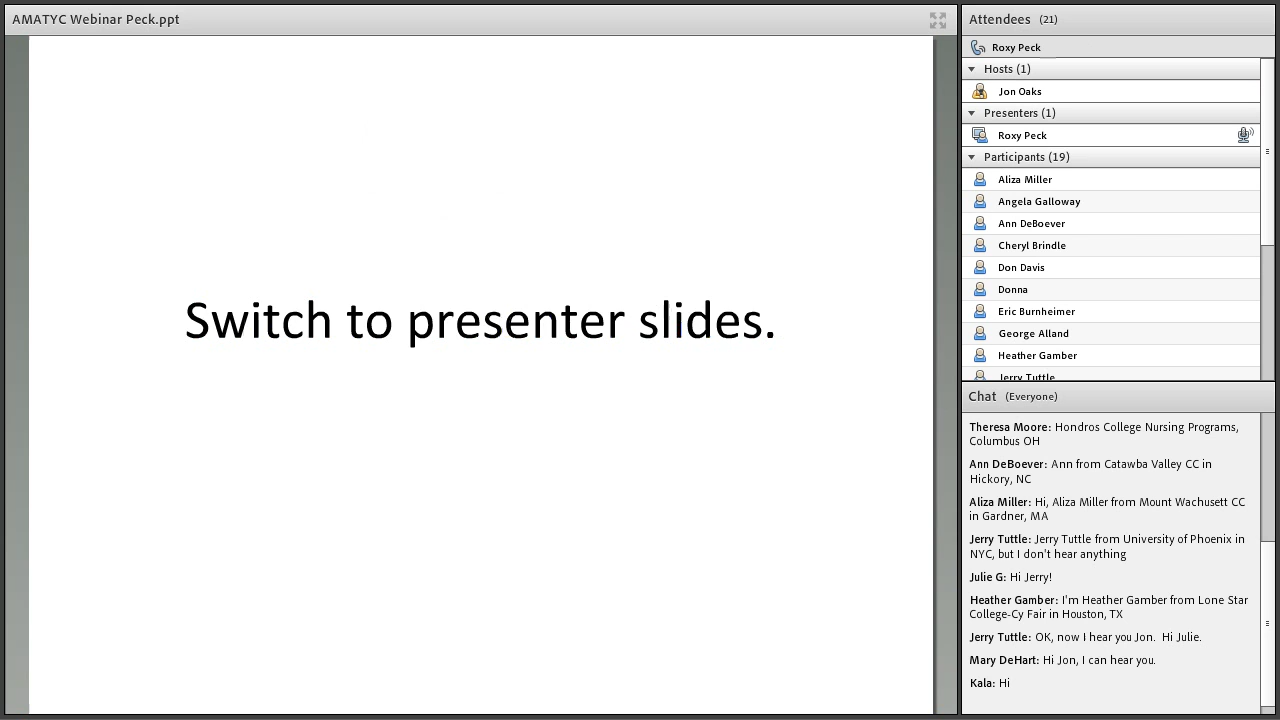 AMATYC Webinar Peck.ppt
Switch to presenter slides.
Attendees (21)
Roxy Peck
Hosts (1)
Jon Oaks
Presenters (1)
Roxy Peck
Participants (19)
Aliza Miller
Angela Galloway
Ann DeBoever
Cheryl Brindle
Don Davis
Donna
Eric Burnheimer
George Alland
Heather Gamber
Jerry Tuttle
Chat (Everyone)
Theresa Moore: Hondros College Nursing Programs,
Columbus OH
Ann DeBoever: Ann from Catawba Valley CC in
Hickory, NC
Aliza Miller: Hi, Aliza Miller from Mount Wachusett CC
in Gardner, MA
Jerry Tuttle: Jerry Tuttle from University of Phoenix in
NYC, but I don't hear anything
Julie G: Hi Jerry!
Heather Gamber: I'm Heather Gamber from Lone Star
College-Cy Fair in Houston, TX
Jerry Tuttle: OK, now I hear you Jon.  Hi Julie.
Mary DeHart: Hi Jon, I can hear you.
Kala: Hi